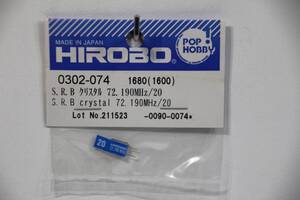 POP
HOBBY
MADE IN JAPAN
HIROBO
0302-074 1680(1600)
S.R.B クリスタル 72.190MHz/20
S.R.B crystal 72.190MHz/20
Lot No.211523 -0090-0074*
20